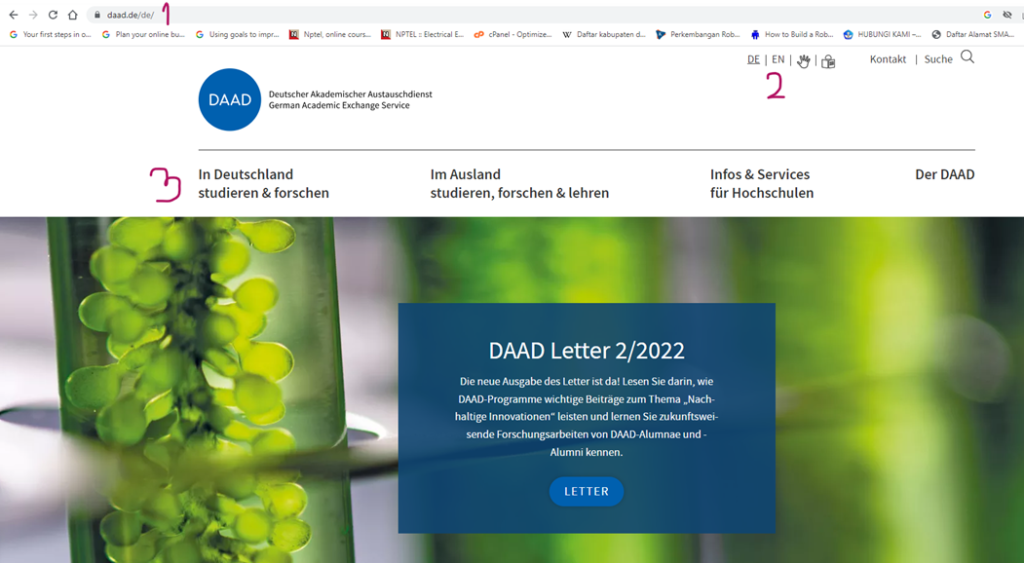 daad.de/de/ 1
Your first steps in o... Plan your online bu... Using goals to impr... Nptel, online cours... NPTEL :: Electrical E... cPanel - Optimize... Daftar kabupaten d... Perkembangan Rob... How to Build a Rob... HUBUNGI KAMI –... Daftar Alamat SMA...
DE | EN | | Kontakt | Suche
2
DAAD
Deutscher Akademischer Austauschdienst
German Academic Exchange Service
3
In Deutschland
studieren & forschen
Im Ausland
studieren, forschen & lehren
Infos & Services
für Hochschulen
Der DAAD
DAAD Letter 2/2022
Die neue Ausgabe des Letter ist da! Lesen Sie darin, wie
DAAD-Programme wichtige Beiträge zum Thema „Nach-
haltige Innovationen“ leisten und lernen Sie zukunftswei-
sende Forschungsarbeiten von DAAD-Alumnae und -
Alumni kennen.
LETTER